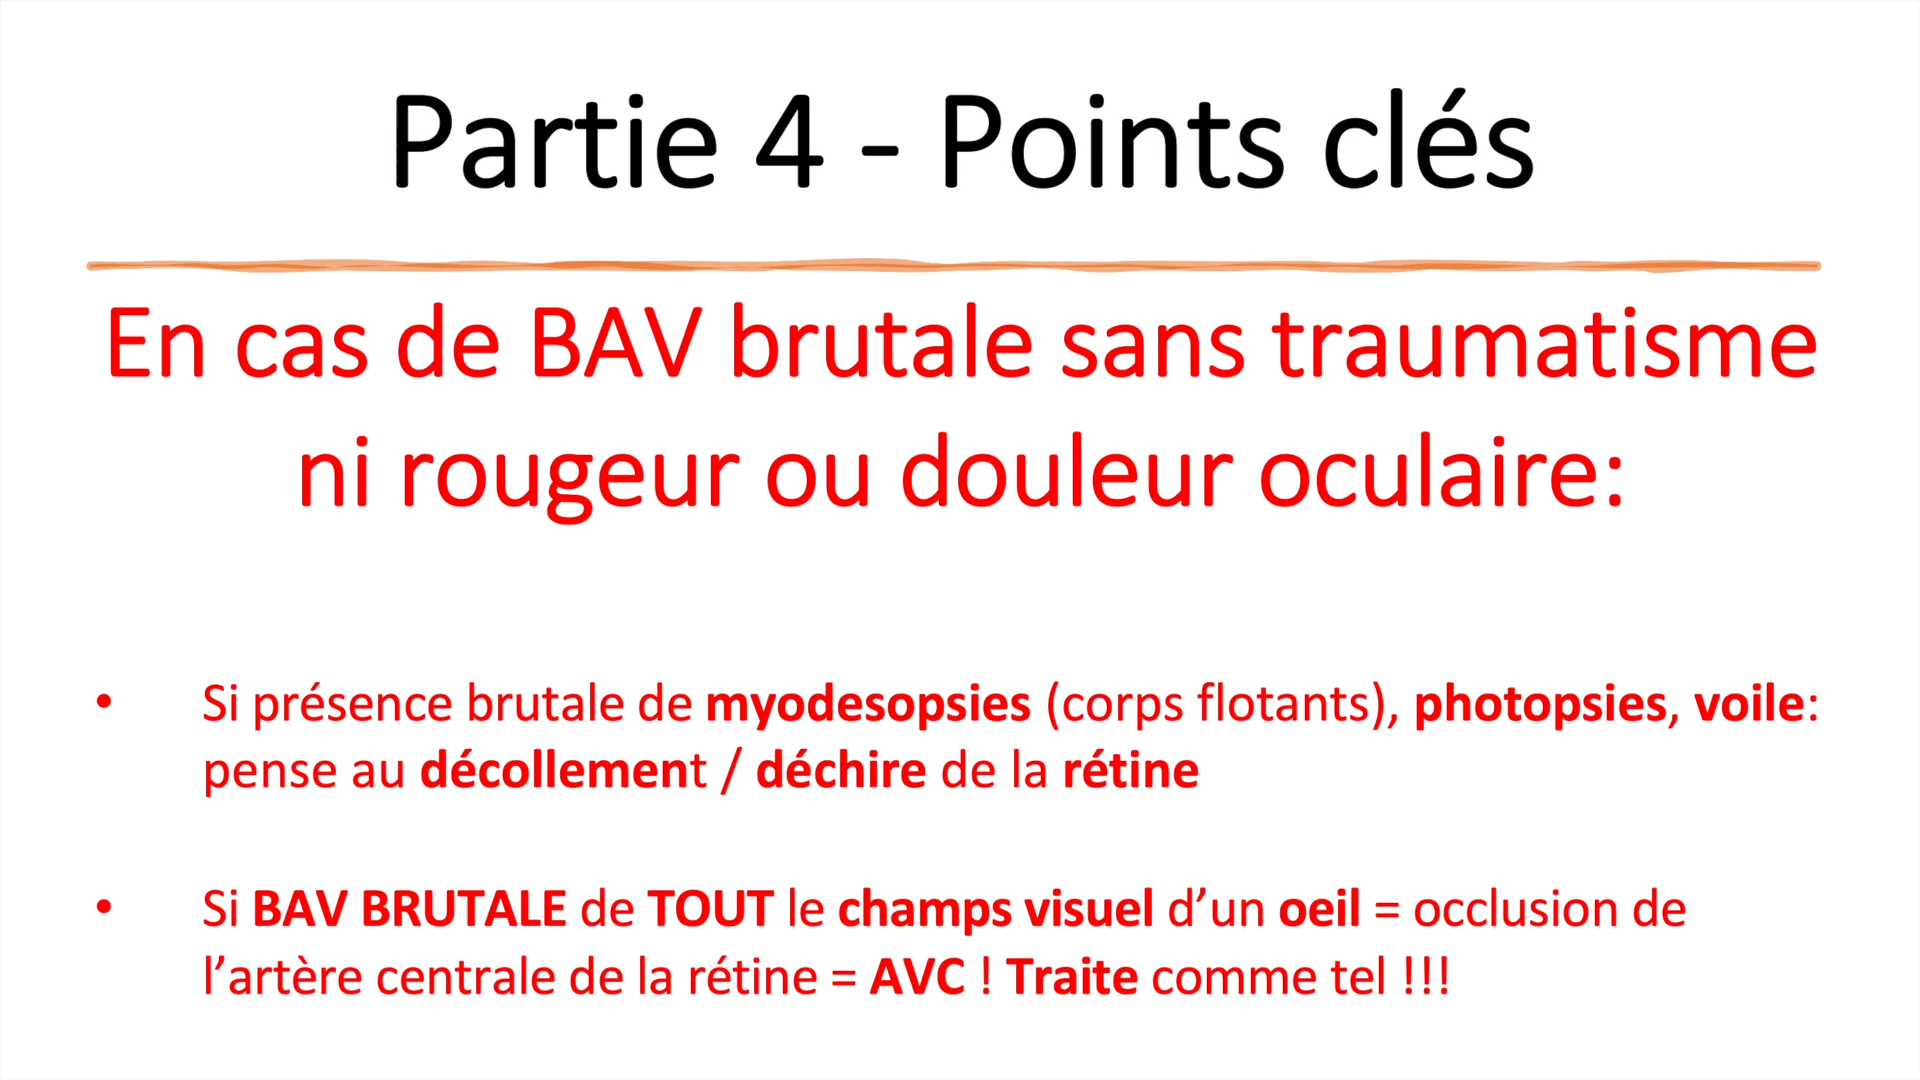 Partie 4 - Points clés
En cas de BAV brutale sans traumatisme
ni rougeur ou douleur oculaire:
• Si présence brutale de myodesopsies (corps flotants), photopsies, voile:
pense au décollement / déchire de la rétine
• Si BAV BRUTALE de TOUT le champs visuel d’un oeil = occlusion de
l’artère centrale de la rétine = AVC ! Traite comme tel !!!